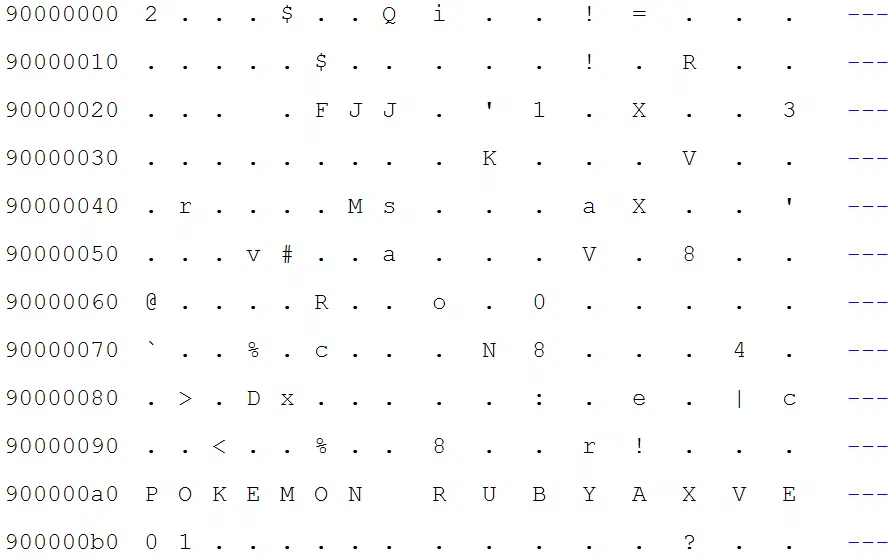 90000000 2 . . . $ . . Q i . . ! = . . . ---
90000010 . . . . . $ . . . . . ! . R . . ---
90000020 . . .   . F J J . ' 1 . X . . 3 ---
90000030 . . . . . . . . . K . . . V . . ---
90000040 . r . . . . M s . . . a X . . ' ---
90000050 . . . v # . . a . . . V . 8 . . ---
90000060 @ . . . . R . . o . 0 . . . . . ---
90000070 ` . . % . c . . . N 8 . . . 4 . ---
90000080 . > . D x . . . . . : . e . | c ---
90000090 . . < . . % . . 8 . . r ! . . . ---
900000a0 P O K E M O N   R U B Y A X V E ---
900000b0 0 1 . . . . . . . . . . . ? . . ---